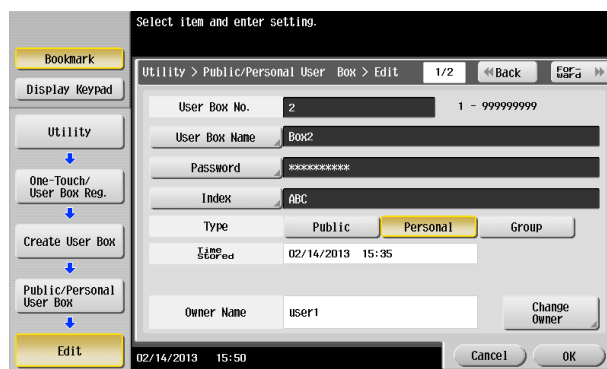 Select item and enter setting.
Bookmark
Display Keypad
Utility
One-Touch/
User Box Reg.
Create User Box
Public/Personal
User Box
Edit
Utility > Public/Personal User Box > Edit 1/2 Back For-
ward
User Box No. 2 1 - 999999999
User Box Name Box2
Password **********
Index ABC
Type Public Personal Group
Time
Stored 02/14/2013 15:35
Owner Name user1 Change
Owner
02/14/2013 15:50 Cancel OK